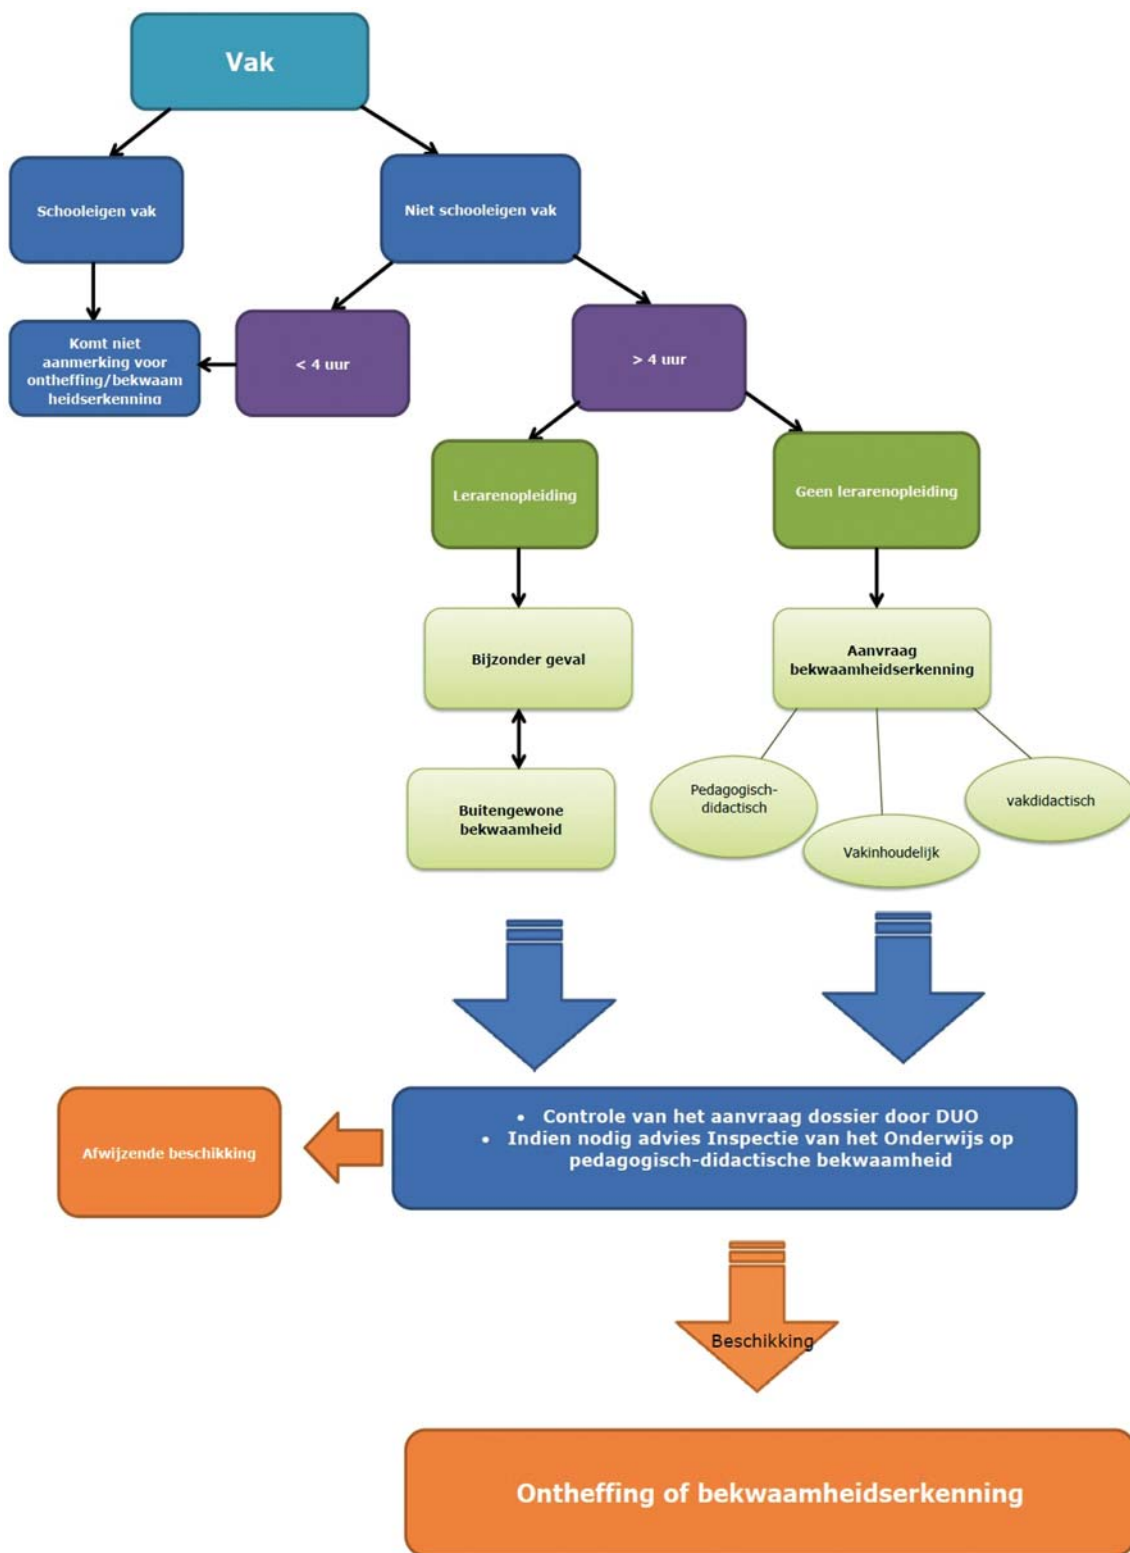 Vak
Schooleigen vak
Niet schooleigen vak
Komt niet
aanmerking voor
ontheffing/bekwaam
heidserkenning
< 4 uur
> 4 uur
Lerarenopleiding
Geen lerarenopleiding
Bijzonder geval
Aanvraag
bekwaamheidserkenning
Buitengewone
bekwaamheid
Pedagogisch-
didactisch
Vakinhoudelijk
vakdidactisch
• Controle van het aanvraag dossier door DUO
• Indien nodig advies Inspectie van het Onderwijs op
pedagogisch-didactische bekwaamheid
Afwijzende beschikking
Beschikking
Ontheffing of bekwaamheidserkenning